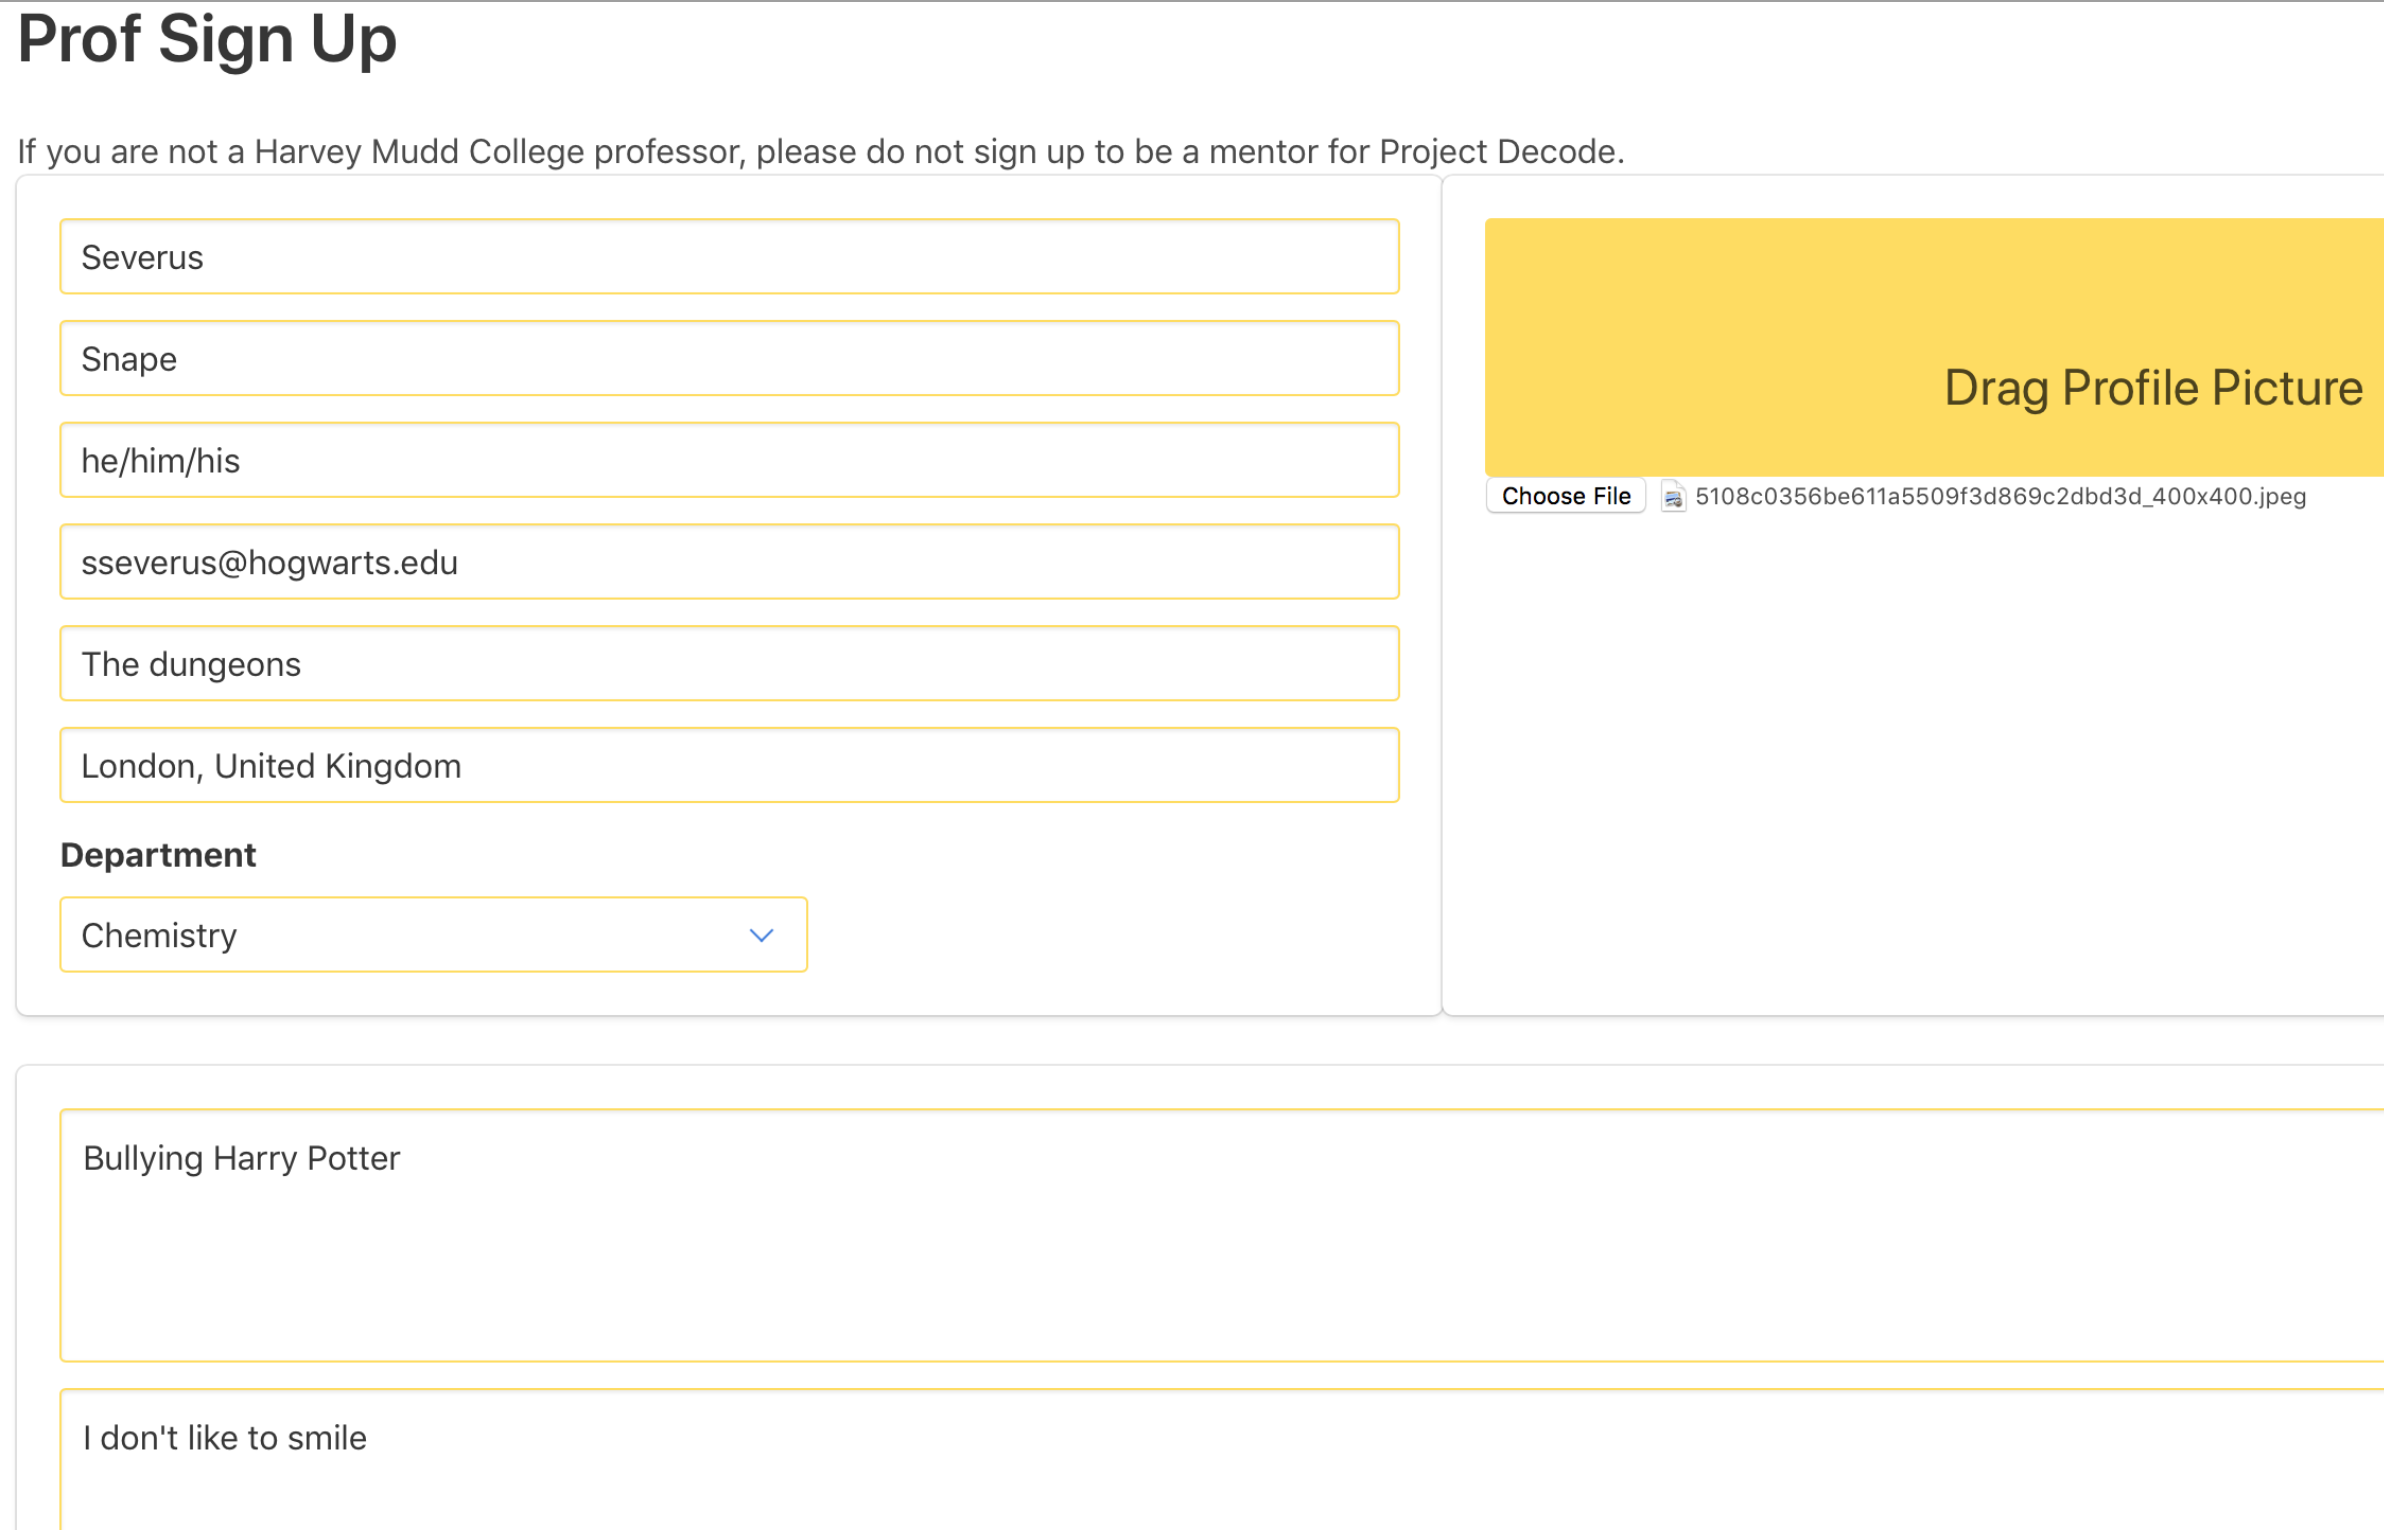 Prof Sign Up
If you are not a Harvey Mudd College professor, please do not sign up to be a mentor for Project Decode.
Severus
Snape
he/him/his
sseverus@hogwarts.edu
The dungeons
London, United Kingdom
Department
Chemistry
Drag Profile Picture
Choose File 5108c0356be611a5509f3d869c2dbd3d_400x400.jpeg
Bullying Harry Potter
I don't like to smile